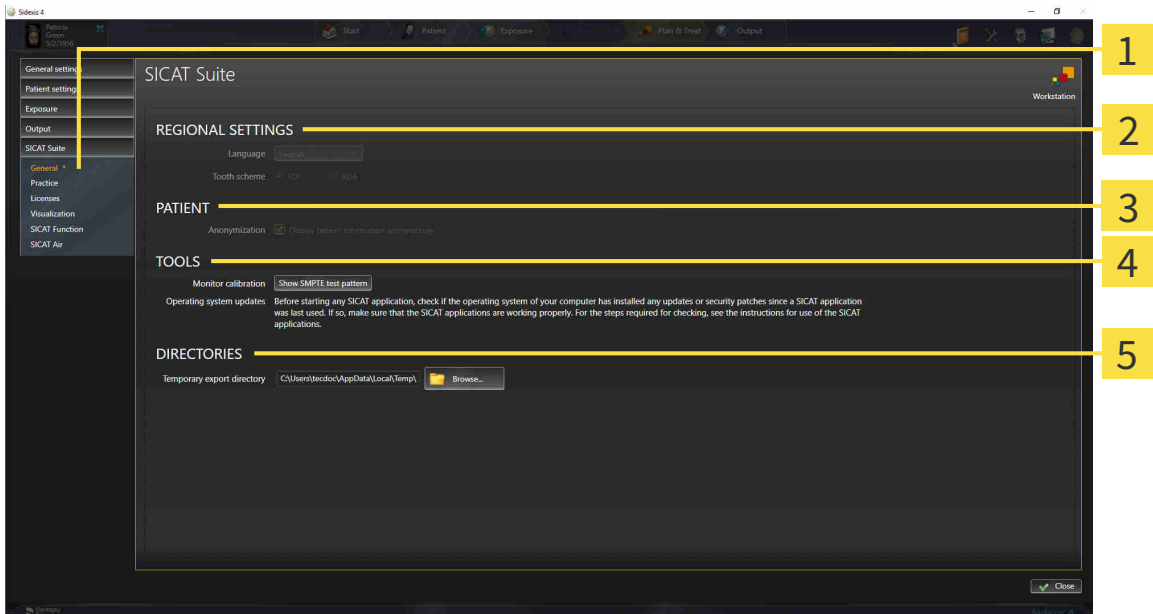 Sidexis 4
Patricia
Green
5/2/1956
Start
Patient
Exposure
Plan & Treat
Output
1
General settings
Patient settings
Exposure
Output
SICAT Suite
General *
Practice
Licenses
Visualization
SICAT Function
SICAT Air
SICAT Suite
Workstation
REGIONAL SETTINGS
2
Language English
Tooth scheme FDI ADA
PATIENT
3
Anonymization Display patient information anonymously
TOOLS
4
Monitor calibration Show SMPTE test pattern
Operating system updates Before starting any SICAT application, check if the operating system of your computer has installed any updates or security patches since a SICAT application
was last used. If so, make sure that the SICAT applications are working properly. For the steps required for checking, see the instructions for use of the SICAT
applications.
DIRECTORIES
5
Temporary export directory C:\Users\tecdoc\AppData\Local\Temp\ Browse...
Close
Dentsply
Sidexis 4